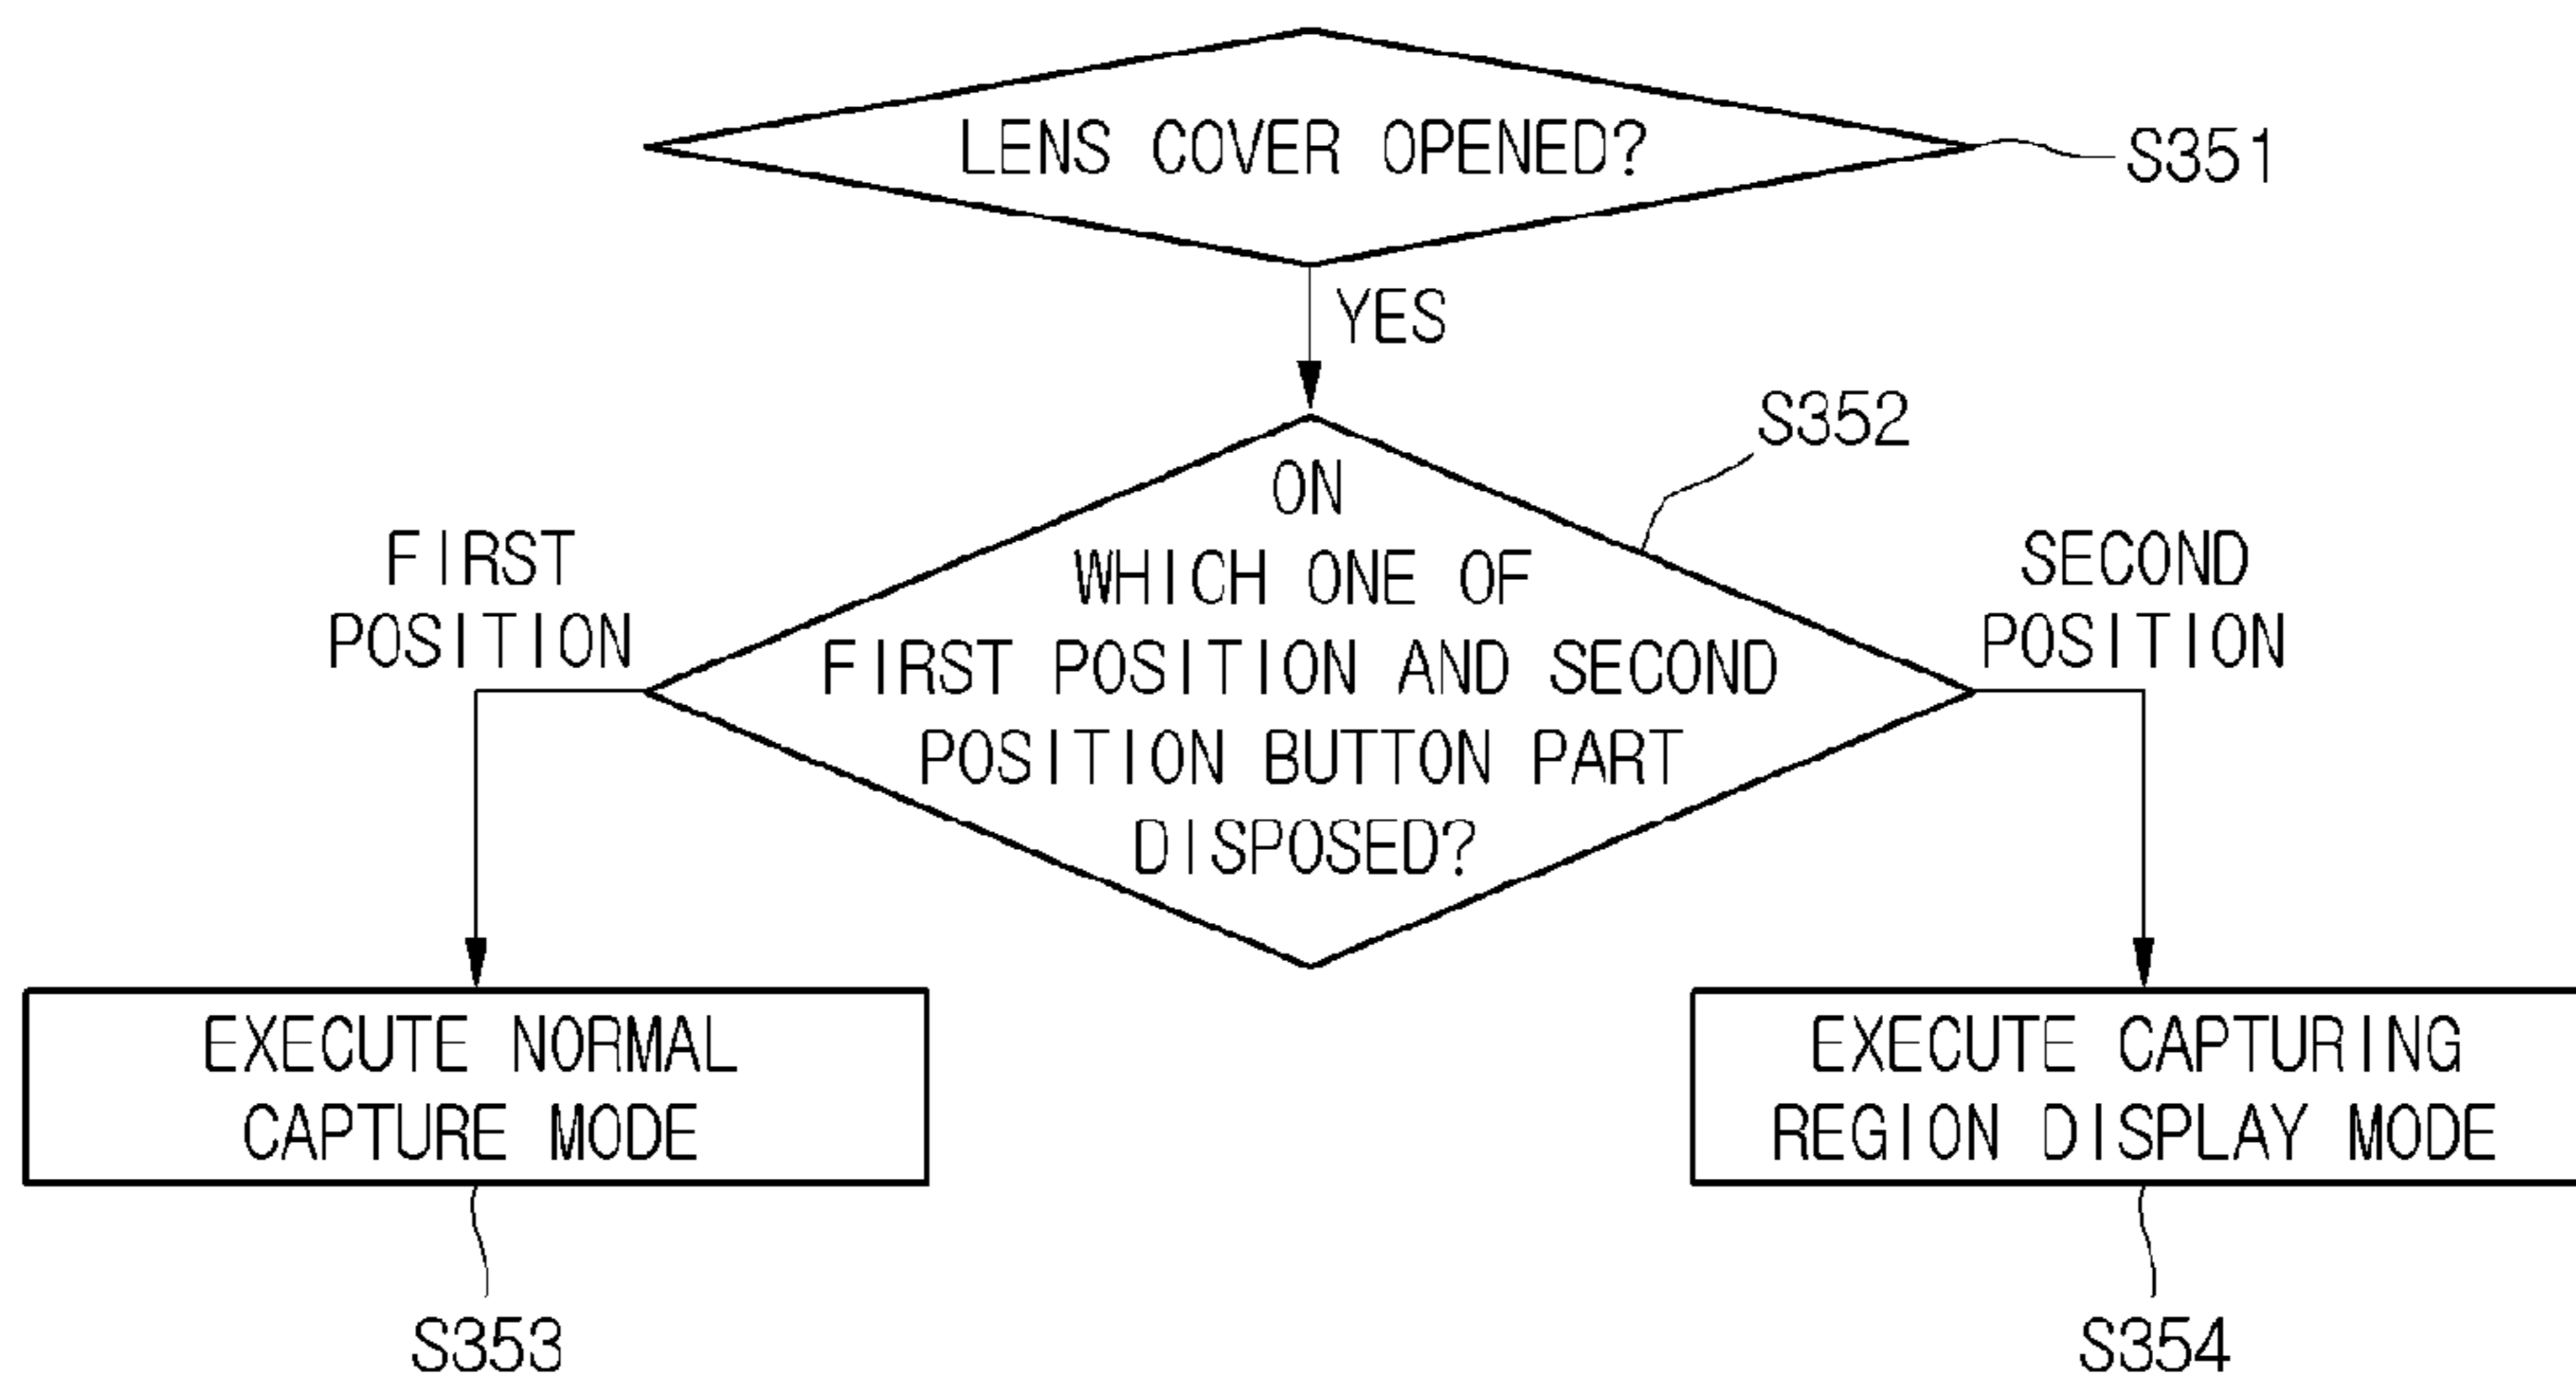 LENS COVER OPENED?
S351
YES
S352
ON
WHICH ONE OF
FIRST POSITION AND SECOND
POSITION BUTTON PART
DISPOSED?
FIRST
POSITION
SECOND
POSITION
EXECUTE NORMAL
CAPTURE MODE
S353
EXECUTE CAPTURING
REGION DISPLAY MODE
S354